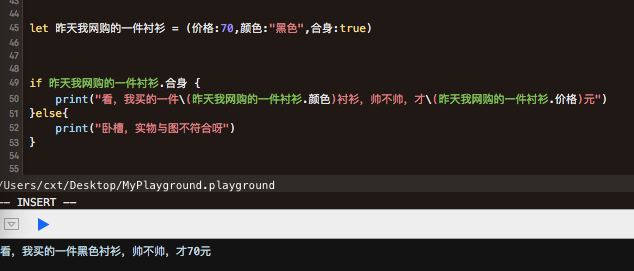 43
44
45 let 昨天我网购的一件衬衫 = (价格:70,颜色:"黑色",合身:true)
46
47
48
49 if 昨天我网购的一件衬衫.合身 {
50 print("看，我买的一件\(昨天我网购的一件衬衫.颜色)衬衫，帅不帅，才\(昨天我网购的一件衬衫.价格)元")
51 }else{
52 print("卧槽，实物与图不符合呀")
53 }
54
55
/Users/cxt/Desktop/MyPlayground.playground
-- INSERT --
看，我买的一件黑色衬衫，帅不帅，才70元